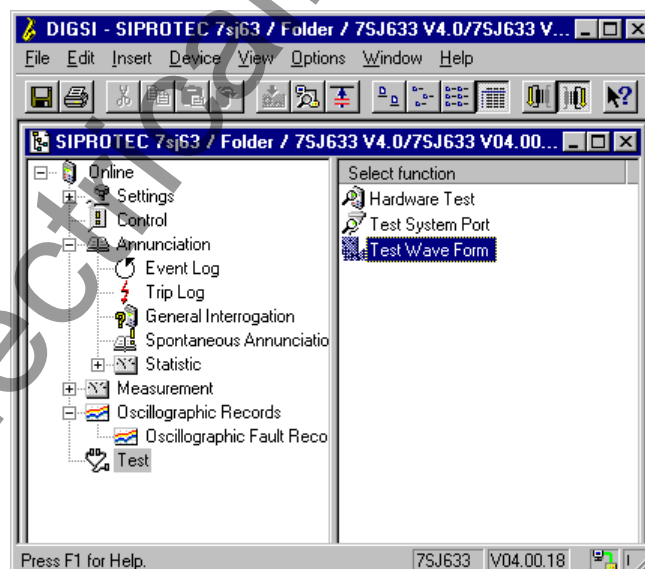 DIGSI - SIPROTEC 7sj63 / Folder / 7SJ633 V4.0/7SJ633 V...
File Edit Insert Device View Options Window Help
SIPROTEC 7sj63 / Folder / 7SJ633 V4.0/7SJ633 V04.00...
Online
Settings
Control
Annunciation
Event Log
Trip Log
General Interrogation
Spontaneous Annunciatio
Statistic
Measurement
Oscillographic Records
Oscillographic Fault Reco
Test
Select function
Hardware Test
Test System Port
Test Wave Form
Press F1 for Help.
7SJ633 V04.00.18